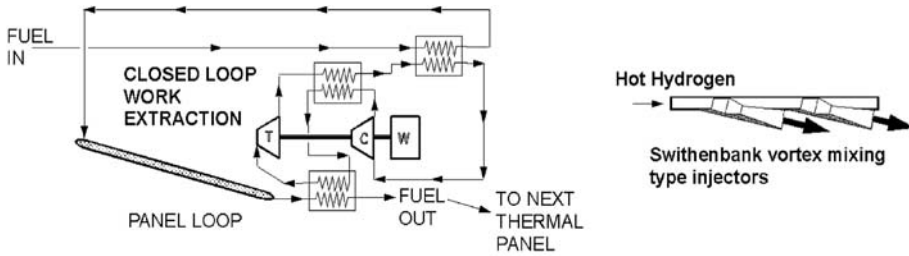 FUEL
IN
CLOSED LOOP
WORK
EXTRACTION
T
C
W
PANEL LOOP
FUEL
OUT
TO NEXT
THERMAL
PANEL
Hot Hydrogen
Swithenbank vortex mixing
type injectors